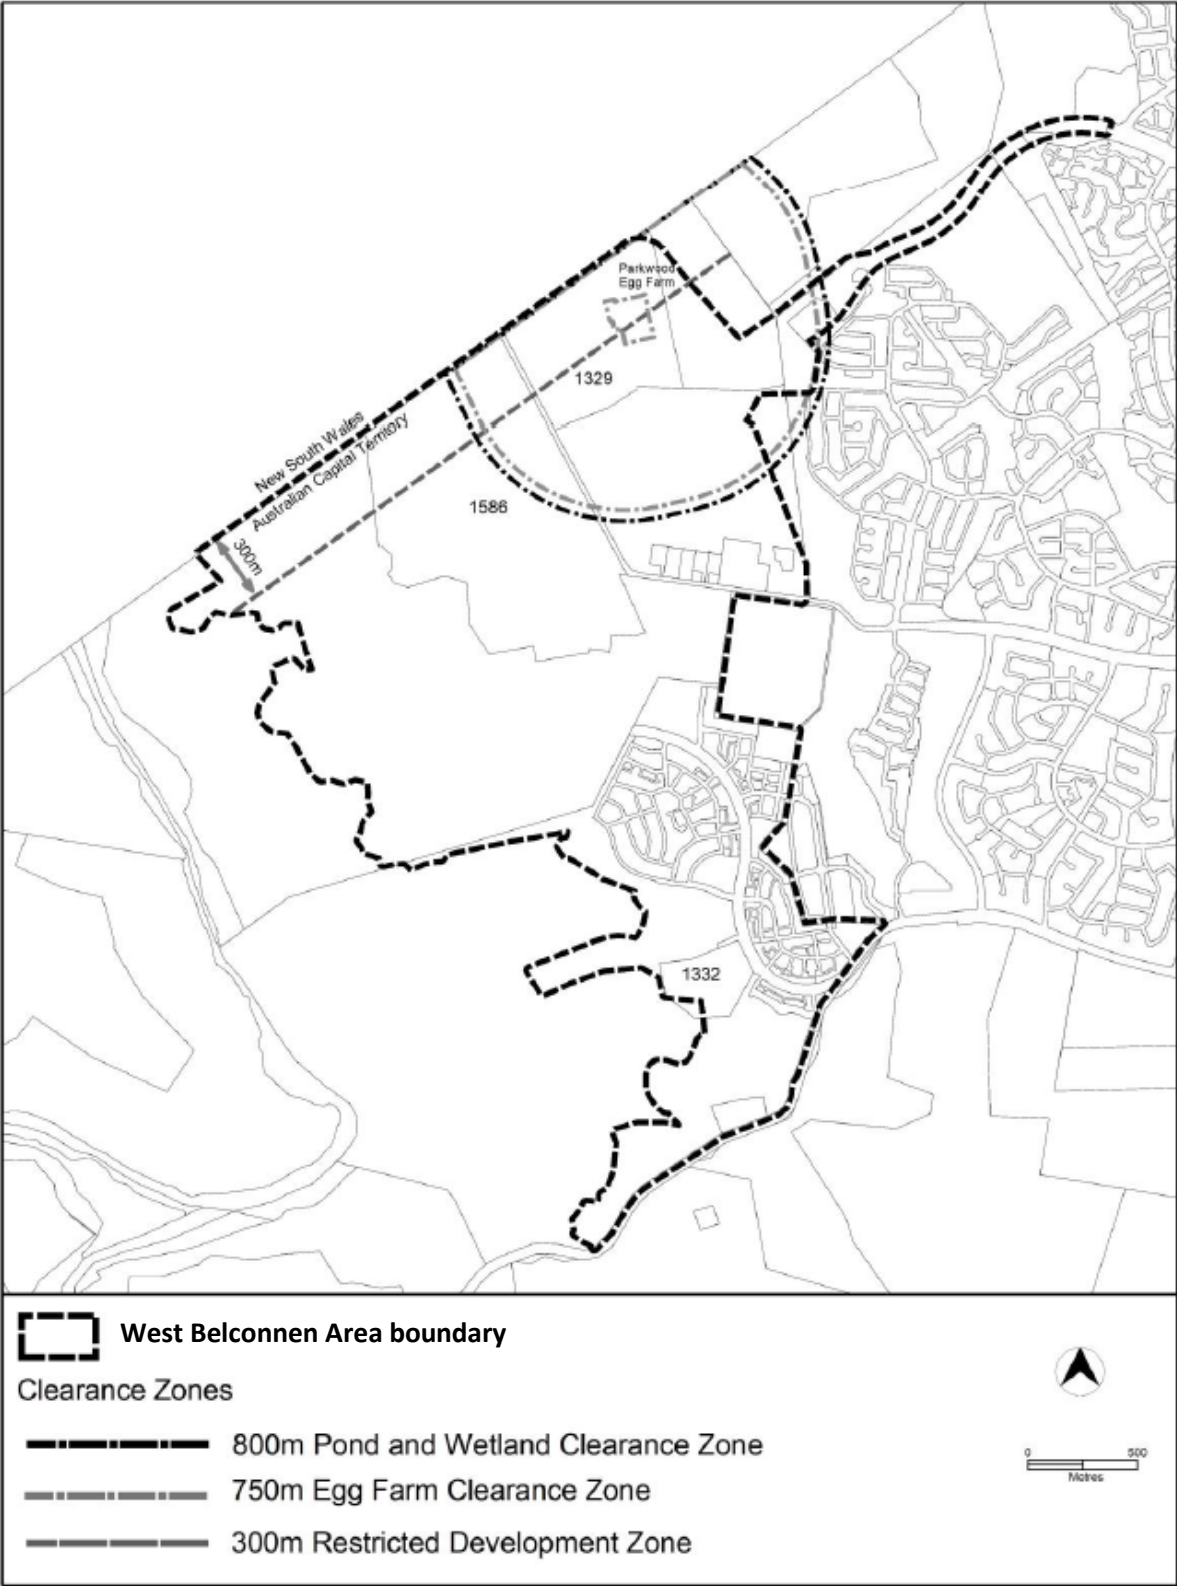 Parkwood
Egg Farm
1329
New South Wales
Australian Capital Territory
1586
300m
1332
West Belconnen Area boundary
Clearance Zones
800m Pond and Wetland Clearance Zone
0 500
Metres
750m Egg Farm Clearance Zone
300m Restricted Development Zone